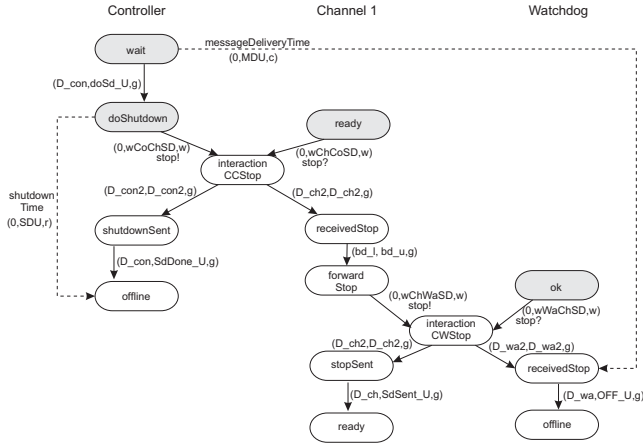 Controller
Channel 1
Watchdog
wait
messageDeliveryTime
(0,MDU,c)
(D_con,doSd_U,g)
doShutdown
ready
(0,wCoChSD,w)
stop!
(0,wChCoSD,w)
stop?
interaction
CCStop
shutdown
Time
(0,SDU,r)
(D_con2,D_con2,g)
(D_ch2,D_ch2,g)
shutdownSent
receivedStop
(D_con,SdDone_U,g)
(bd_l, bd_u,g)
offline
forward
Stop
ok
(0,wChWaSD,w)
stop!
(0,wWaChSD,w)
stop?
interaction
CWStop
(D_ch2,D_ch2,g)
(D_wa2,D_wa2,g)
stopSent
receivedStop
(D_ch,SdSent_U,g)
(D_wa,OFF_U,g)
ready
offline